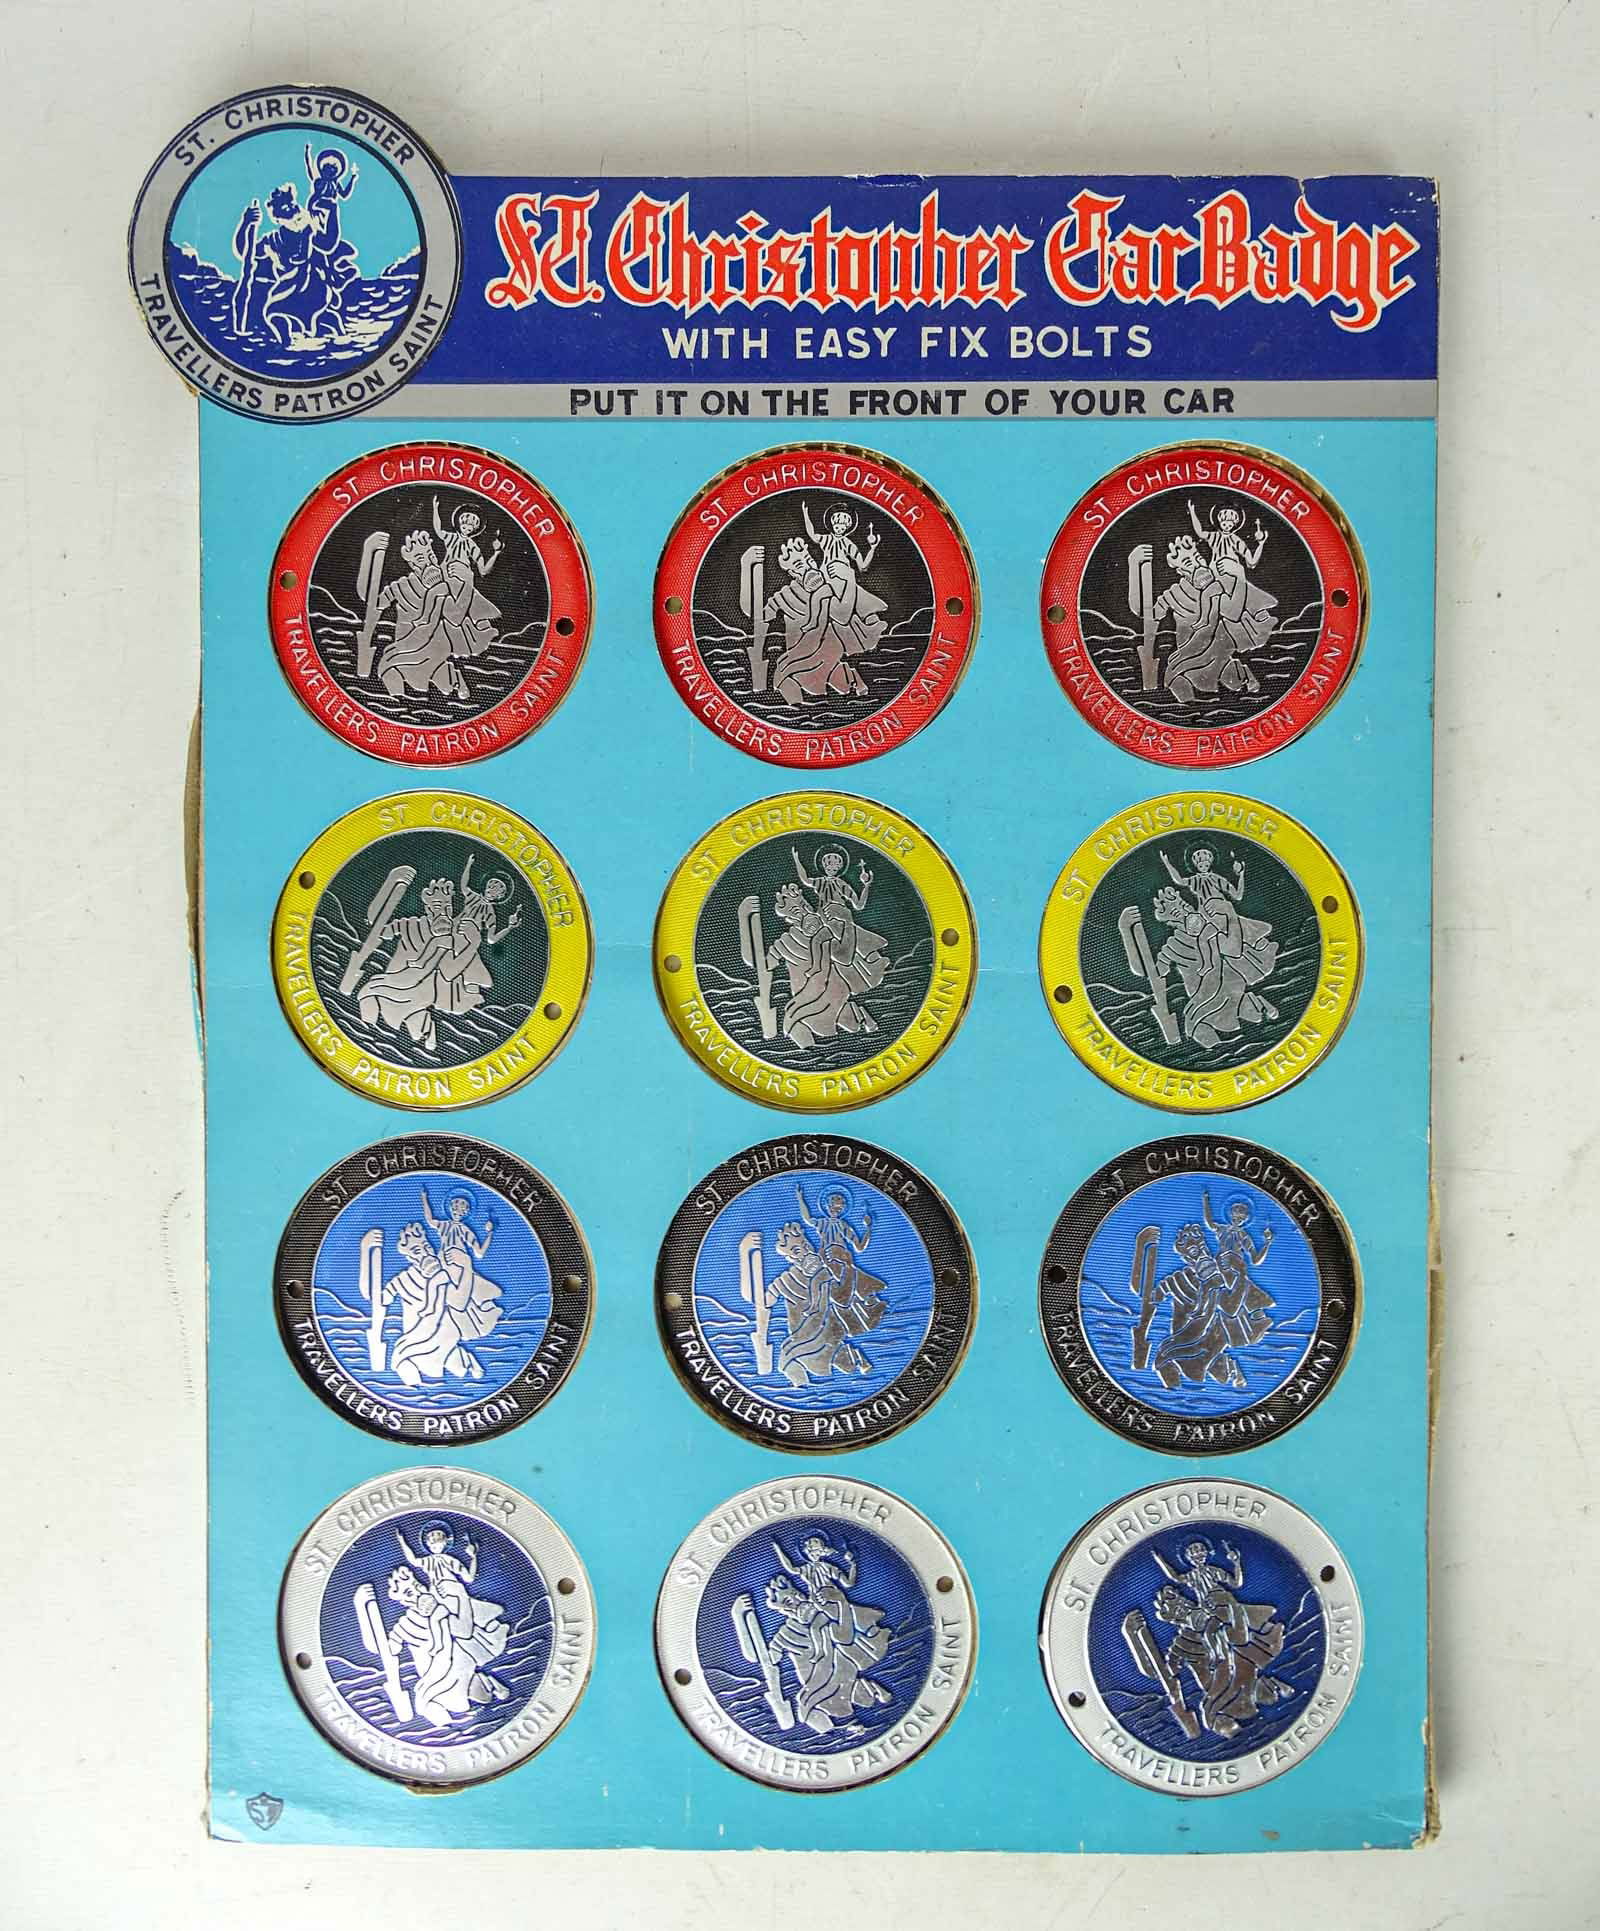 ST. CHRISTOPHER
TRAVELLERS PATRON SAINT
ST. Christopher Car Badge
WITH EASY FIX BOLTS
PUT IT ON THE FRONT OF YOUR CAR
ST CHRISTOPHER
TRAVELLERS PATRON SAINT
ST CHRISTOPHER
TRAVELLERS PATRON SAINT
ST CHRISTOPHER
TRAVELLERS PATRON SAINT
ST CHRISTOPHER
TRAVELLERS PATRON SAINT
ST CHRISTOPHER
TRAVELLERS PATRON SAINT
ST CHRISTOPHER
TRAVELLERS PATRON SAINT
ST CHRISTOPHER
TRAVELLERS PATRON SAINT
ST CHRISTOPHER
TRAVELLERS PATRON SAINT
ST CHRISTOPHER
TRAVELLERS PATRON SAINT
ST CHRISTOPHER
TRAVELLERS PATRON SAINT
ST CHRISTOPHER
TRAVELLERS PATRON SAINT
ST CHRISTOPHER
TRAVELLERS PATRON SAINT